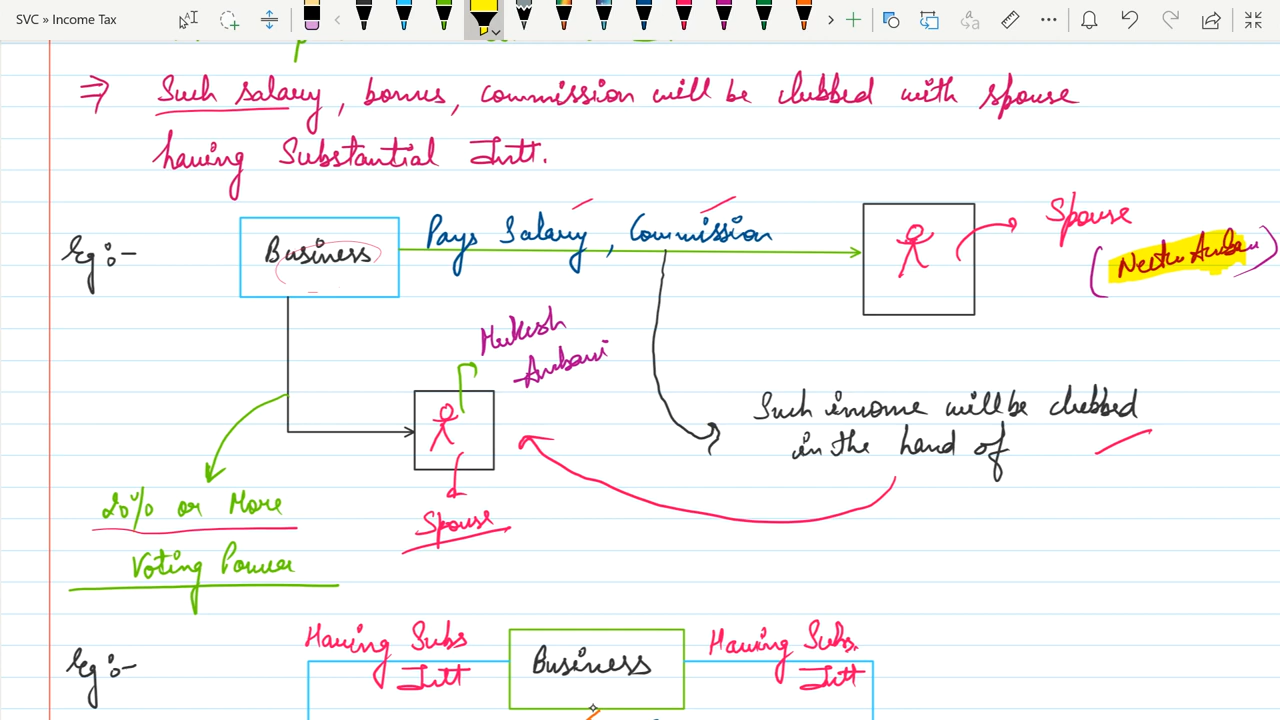 SVC » Income Tax
⇒ Such salary, bonus, commission will be clubbed with spouse
having Substantial Intt.
Eg:-
Business
Pays Salary, Commission
Spouse
(Neetu Amban)
Mukesh
Ambani
Such income will be clubbed
in the hand of
Spouse
20% or More
Voting Power
Eg:-
Having Subs
Intt
Business
Having Subs.
Intt